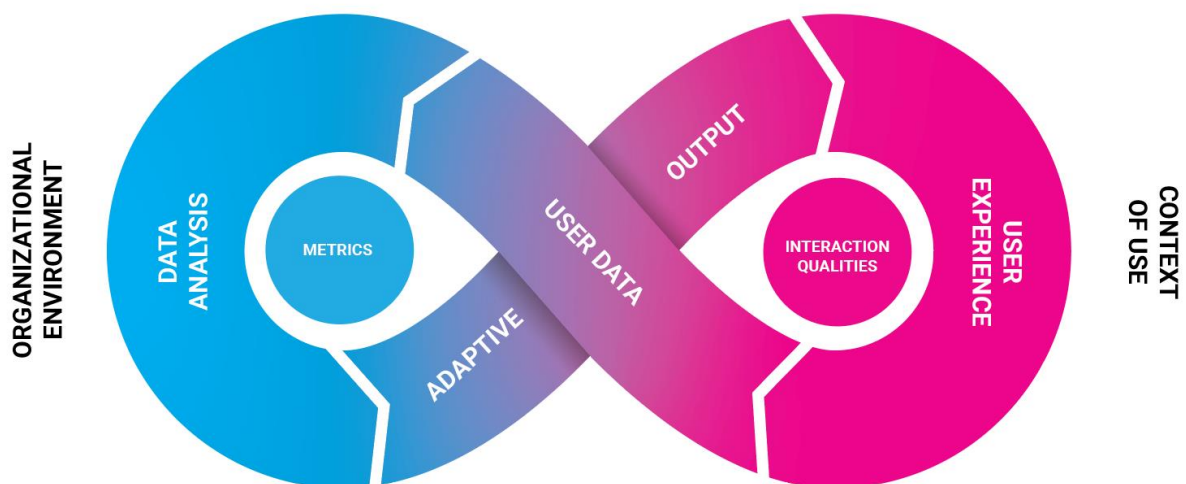 ORGANIZATIONAL
ENVIRONMENT
DATA
ANALYSIS
METRICS
ADAPTIVE
OUTPUT
USER DATA
INTERACTION
QUALITIES
USER
EXPERIENCE
CONTEXT
OF USE